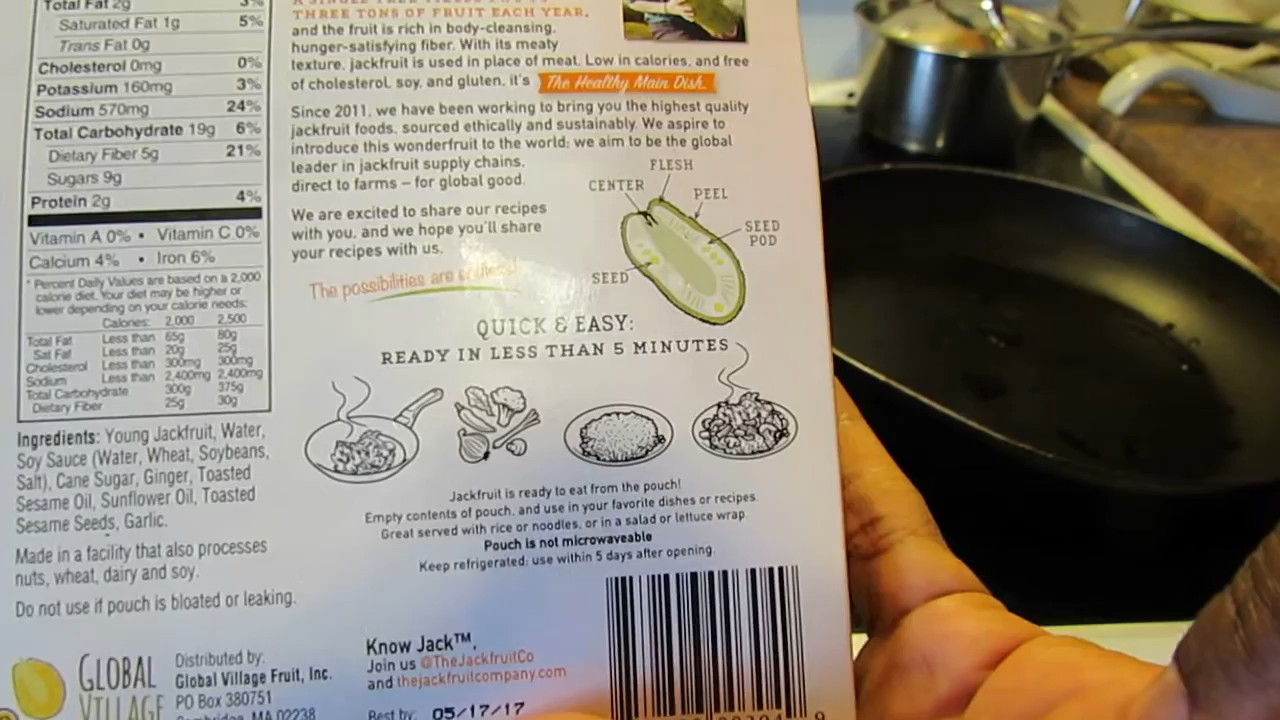 Total Fat 2g 3%
Saturated Fat 1g 5%
Trans Fat 0g
Cholesterol 0mg 0%
Potassium 160mg 3%
Sodium 570mg 24%
Total Carbohydrate 19g 6%
Dietary Fiber 5g 21%
Sugars 9g
Protein 2g 4%
Vitamin A 0% • Vitamin C 0%
Calcium 4% • Iron 6%
* Percent Daily Values are based on a 2,000
calorie diet. Your diet may be higher or
lower depending on your calorie needs:
Calories: 2,000 2,500
Total Fat Less than 65g 80g
Sat Fat Less than 20g 25g
Cholesterol Less than 300mg 300mg
Sodium Less than 2,400mg 2,400mg
Total Carbohydrate 300g 375g
Dietary Fiber 25g 30g
Ingredients: Young Jackfruit, Water,
Soy Sauce (Water, Wheat, Soybeans,
Salt), Cane Sugar, Ginger, Toasted
Sesame Oil, Sunflower Oil, Toasted
Sesame Seeds, Garlic.
Made in a facility that also processes
nuts, wheat, dairy and soy.
Do not use if pouch is bloated or leaking.
GLOBAL
VILLAGE
Distributed by:
Global Village Fruit, Inc.
PO Box 380751
Cambridge, MA 02238
THREE TONS OF FRUIT EACH YEAR,
and the fruit is rich in body-cleansing,
hunger-satisfying fiber. With its meaty
texture, jackfruit is used in place of meat. Low in calories, and free
of cholesterol, soy, and gluten, it's The Healthy Main Dish.
Since 2011, we have been working to bring you the highest quality
jackfruit foods, sourced ethically and sustainably. We aspire to
introduce this wonderfruit to the world; we aim to be the global
leader in jackfruit supply chains,
direct to farms – for global good.
We are excited to share our recipes
with you, and we hope you'll share
your recipes with us.
The possibilities are endless!
FLESH
CENTER
PEEL
SEED
POD
SEED
QUICK & EASY:
READY IN LESS THAN 5 MINUTES
Jackfruit is ready to eat from the pouch!
Empty contents of pouch, and use in your favorite dishes or recipes.
Great served with rice or noodles, or in a salad or lettuce wrap.
Pouch is not microwaveable
Keep refrigerated; use within 5 days after opening.
Know Jack™,
Join us @TheJackfruitCo
and thejackfruitcompany.com
Best by: 05/17/17